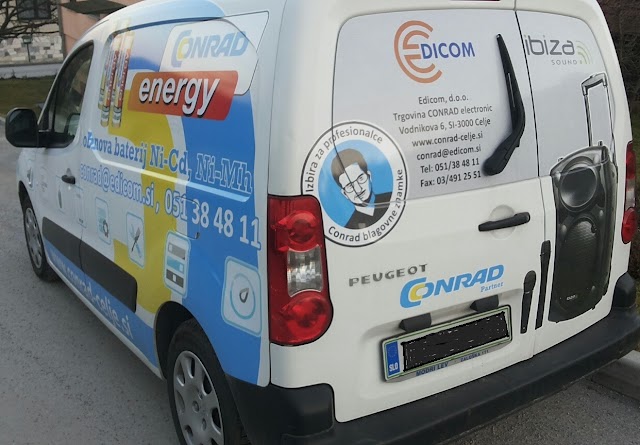 CONRAD
energy
obnova baterij Ni-Cd, Ni-Mh
conrad@edicom.si, 051 38 48 11
www.conrad-celje.si
EDICOM
Edicom, d.o.o.
Trgovina CONRAD electronic
Vodnikova 6, SI-3000 Celje
www.conrad-celje.si
conrad@edicom.si
Tel: 051/38 48 11
Fax: 03/491 25 51
ibiza
SOUND
Izbira za profesionalce
Conrad blagovne znamke
PEUGEOT
CONRAD
Partner
SLO